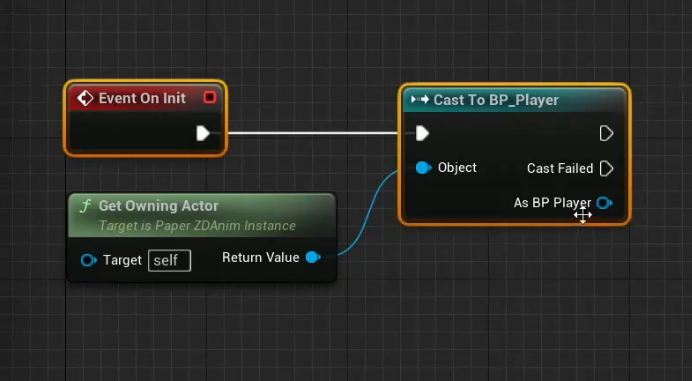 Event On Init
Cast To BP_Player
Object
Cast Failed
As BP Player
f Get Owning Actor
Target is Paper ZDAnim Instance
Target self
Return Value